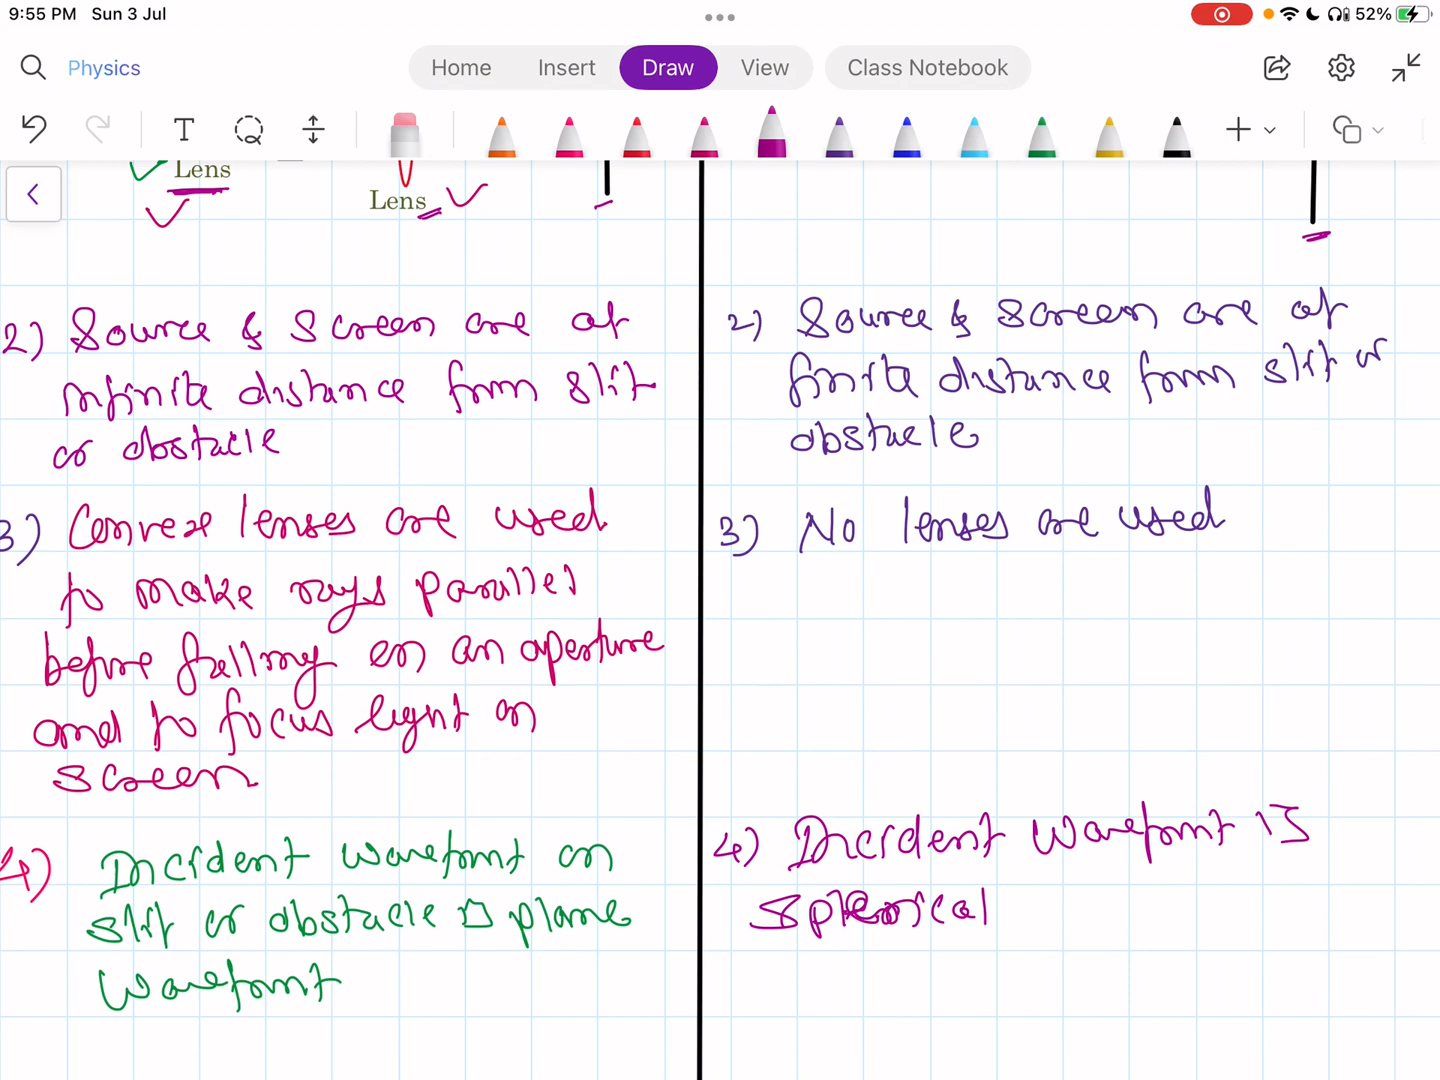 9:55 PM Sun 3 Jul
52%
Physics
Home Insert Draw View Class Notebook
T
Lens
Lens
2) Source & Screen are at
infinite distance from slit
or obstacle
3) Convex lenses are used
to make rays parallel
before falling on an aperture
and to focus light on
screen
4) Incident wavefront on
slit or obstacle is plane
wavefront
2) Source & Screen are at
finite distance from slit or
obstacle
3) No lenses are used
4) Incident wavefront is
Spherical